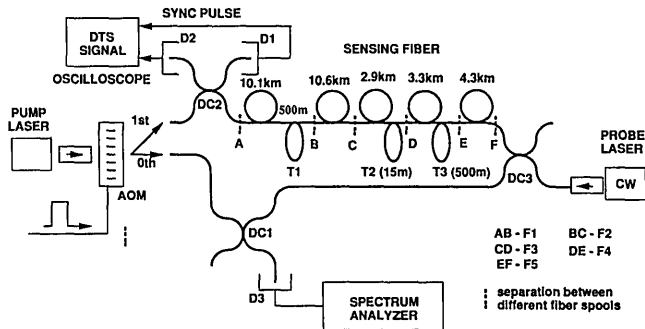 SYNC PULSE
DTS
SIGNAL
D2
D1
OSCILLOSCOPE
DC2
SENSING FIBER
10.1km
500m
10.6km
2.9km
3.3km
4.3km
PUMP
LASER
1st
0th
AOM
A
T1
B
C
T2 (15m)
D
T3 (500m)
E
F
PROBE
LASER
DC3
CW
DC1
D3
SPECTRUM
ANALYZER
AB - F1 BC - F2
CD - F3 DE - F4
EF - F5
separation between
different fiber spools